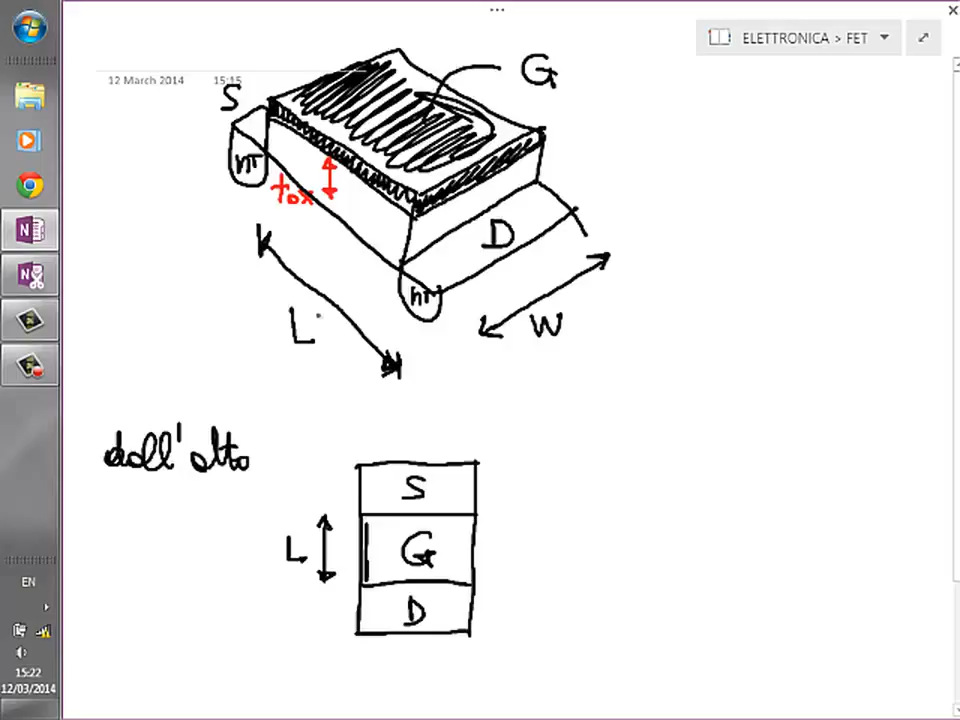 ...
ELETTRONICA > FET
12 March 2014 15:15
G
S
n+
tox
D
n+
L
W
dall'alto
S
L
G
D
EN
15:22
12/03/2014